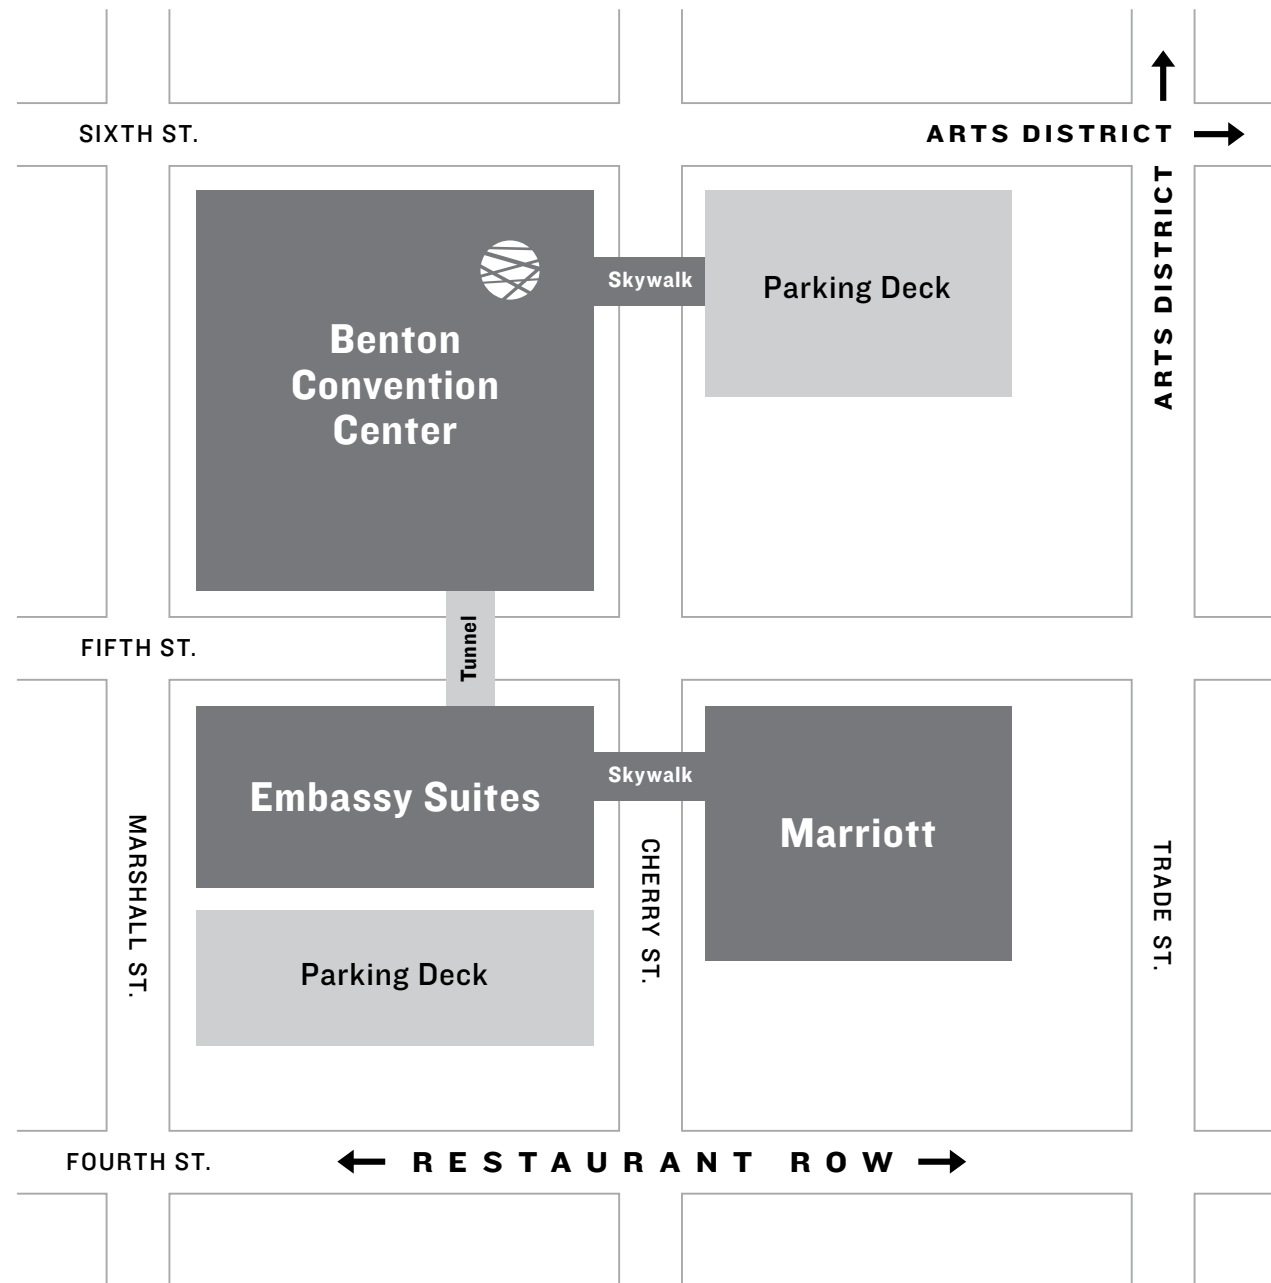 SIXTH ST.
ARTS DISTRICT
ARTS DISTRICT
Skywalk
Parking Deck
Benton
Convention
Center
Tunnel
FIFTH ST.
Embassy Suites
Skywalk
Marriott
MARSHALL ST.
CHERRY ST.
TRADE ST.
Parking Deck
FOURTH ST.
RESTAURANT ROW